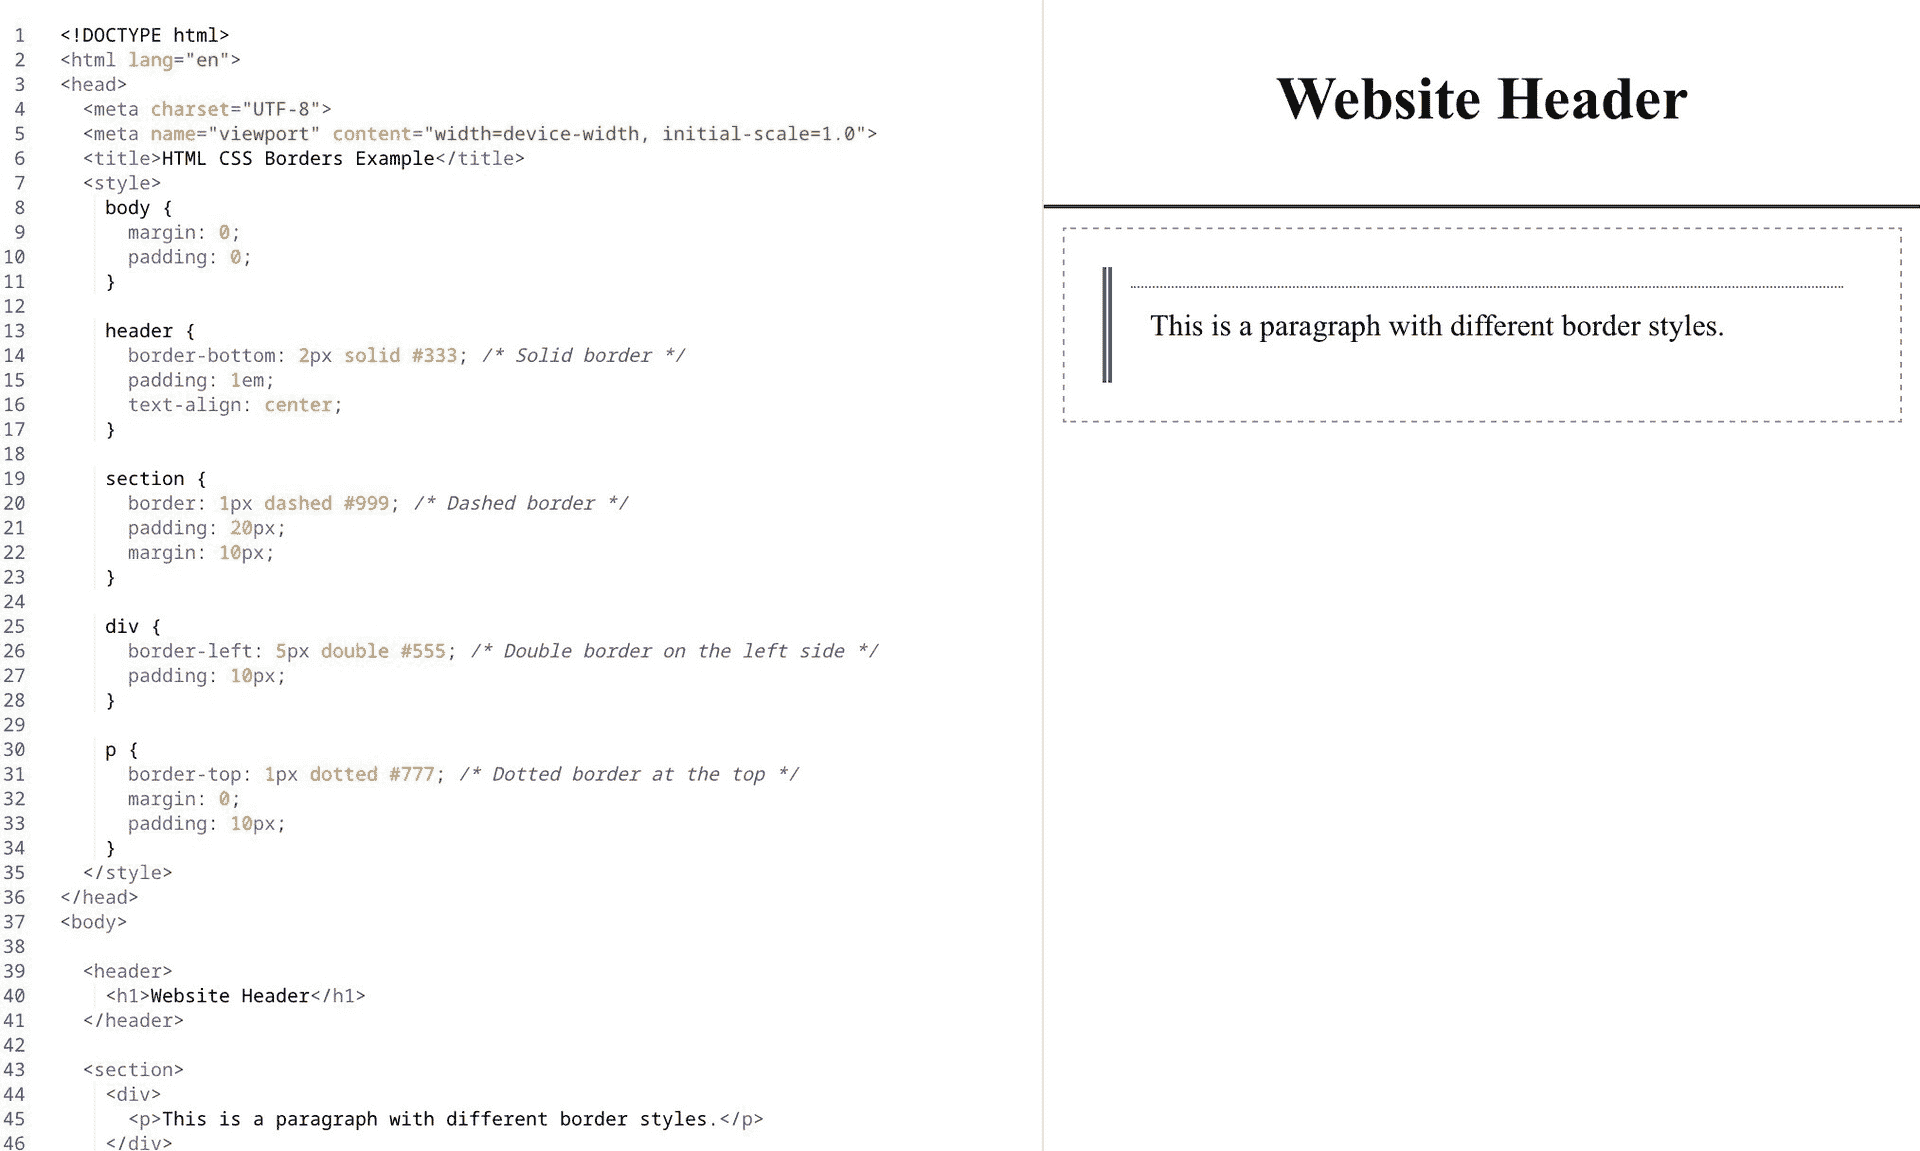 1 <!DOCTYPE html>
2 <html lang="en">
3 <head>
4 <meta charset="UTF-8">
5 <meta name="viewport" content="width=device-width, initial-scale=1.0">
6 <title>HTML CSS Borders Example</title>
7 <style>
8 body {
9 margin: 0;
10 padding: 0;
11 }
12
13 header {
14 border-bottom: 2px solid #333; /* Solid border */
15 padding: 1em;
16 text-align: center;
17 }
18
19 section {
20 border: 1px dashed #999; /* Dashed border */
21 padding: 20px;
22 margin: 10px;
23 }
24
25 div {
26 border-left: 5px double #555; /* Double border on the left side */
27 padding: 10px;
28 }
29
30 p {
31 border-top: 1px dotted #777; /* Dotted border at the top */
32 margin: 0;
33 padding: 10px;
34 }
35 </style>
36 </head>
37 <body>
38
39 <header>
40 <h1>Website Header</h1>
41 </header>
42
43 <section>
44 <div>
45 <p>This is a paragraph with different border styles.</p>
46 </div>
Website Header
This is a paragraph with different border styles.